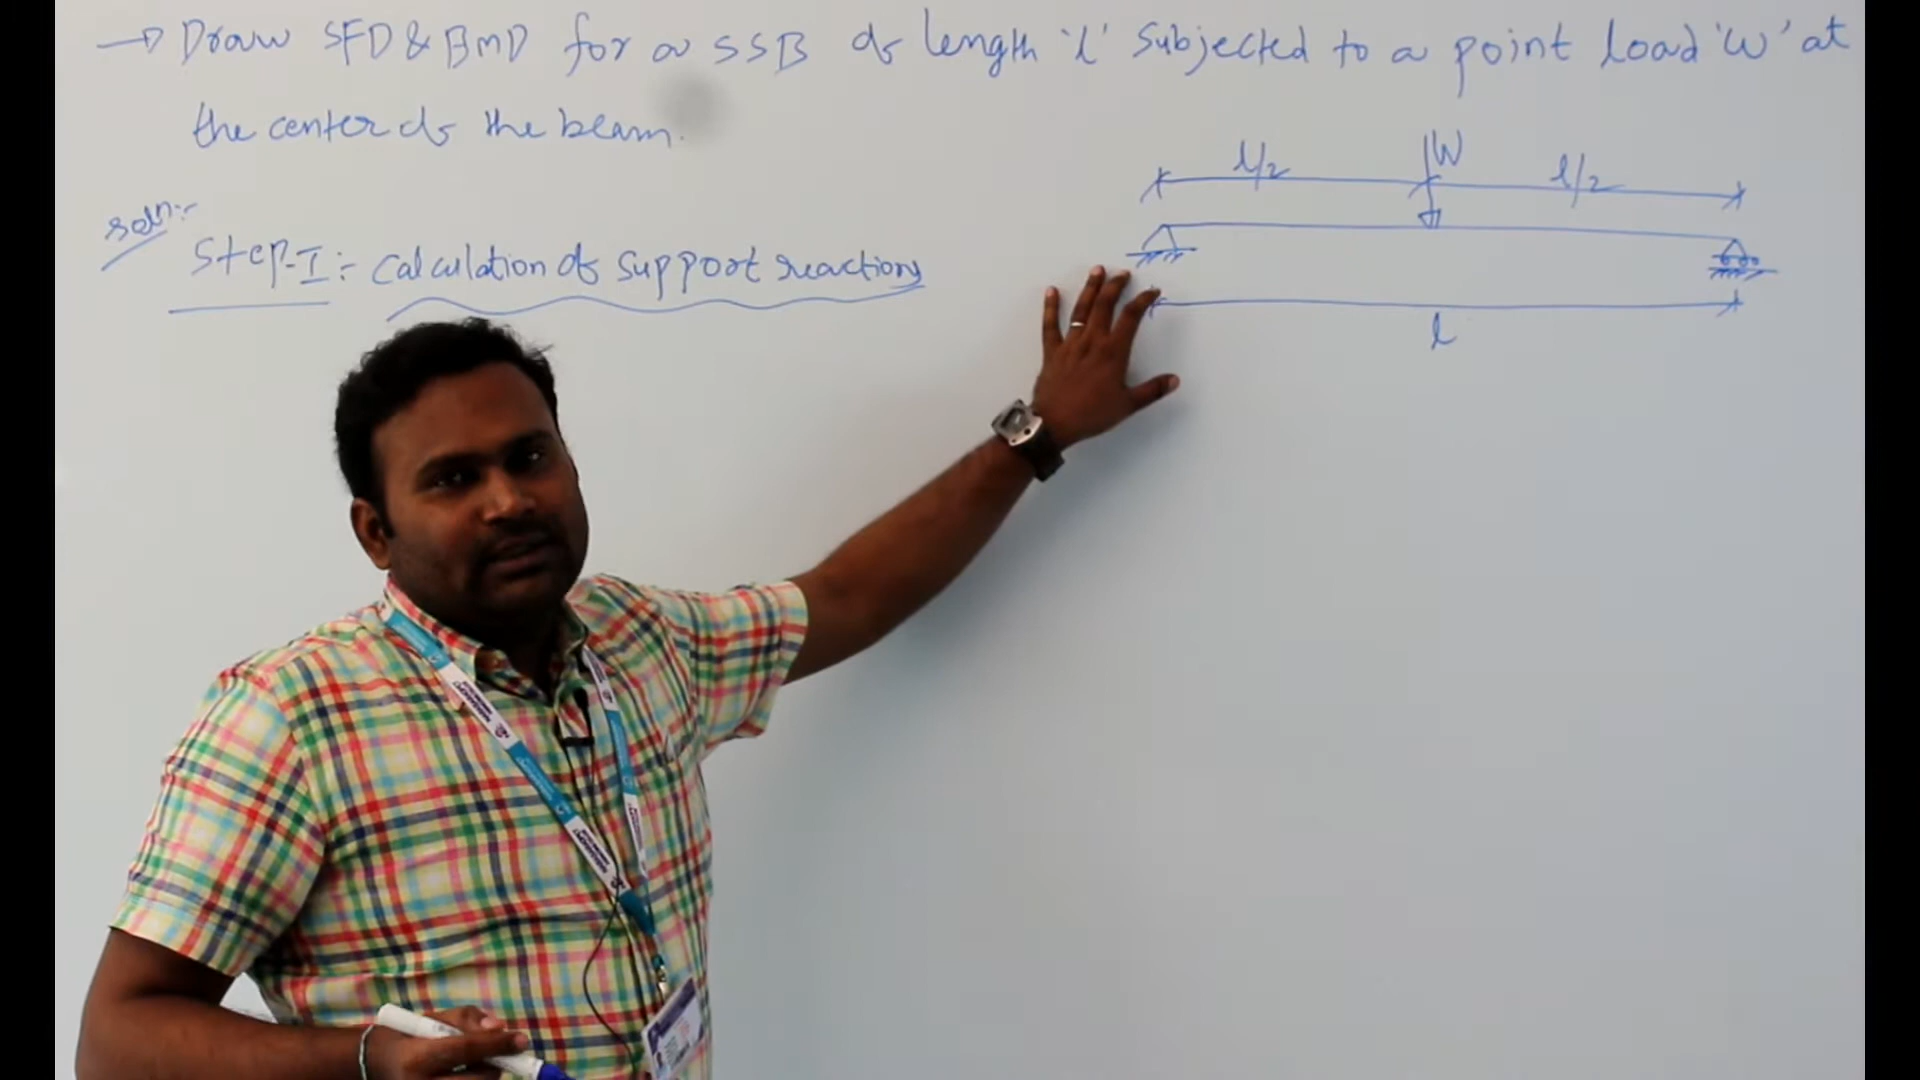 → Draw SFD & BMD for a SSB of length 'l' subjected to a point load 'W' at
the center of the beam.
Soln:-
Step-I:- Calculation of support reactions
W
l/2
l/2
l